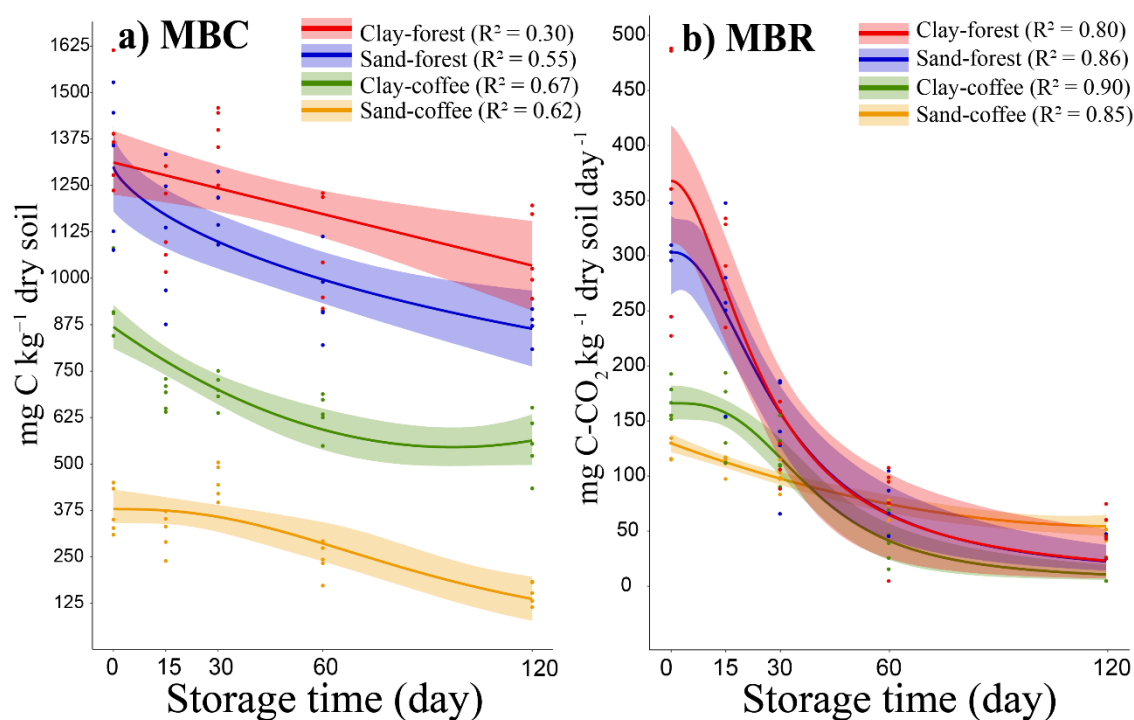 a) MBC
Clay-forest (R² = 0.30)
Sand-forest (R² = 0.55)
Clay-coffee (R² = 0.67)
Sand-coffee (R² = 0.62)
mg C kg⁻¹ dry soil
1625
1500
1375
1250
1125
1000
875
750
625
500
375
250
125
0 15 30 60 120
Storage time (day)
b) MBR
Clay-forest (R² = 0.80)
Sand-forest (R² = 0.86)
Clay-coffee (R² = 0.90)
Sand-coffee (R² = 0.85)
mg C-CO₂ kg⁻¹ dry soil day⁻¹
500
450
400
350
300
250
200
150
100
50
0
0 15 30 60 120
Storage time (day)